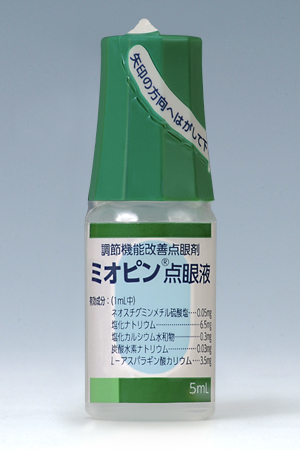 矢印の方向へはがして下
調節機能改善点眼剤
ミオピン®点眼液
有効成分：(1mL中)
ネオスチグミンメチル硫酸塩‥‥0.05mg
塩化ナトリウム‥‥‥‥‥6.5mg
塩化カルシウム水和物‥‥‥0.3mg
炭酸水素ナトリウム‥‥‥‥0.03mg
L－アスパラギン酸カリウム‥‥3.5mg
5mL